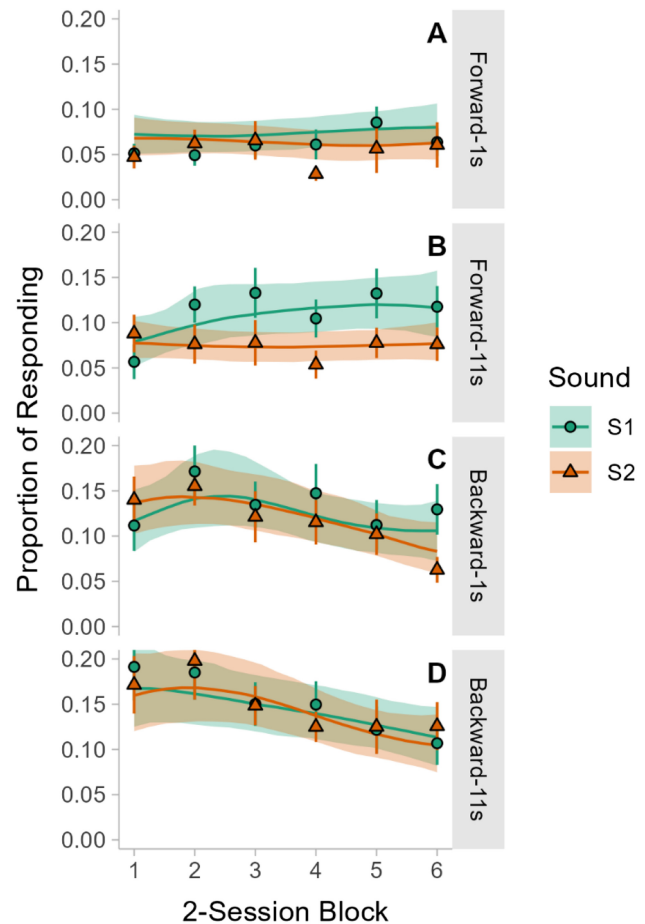 Proportion of Responding
0.20
0.15
0.10
0.05
0.00
A
Forward-1s
0.20
0.15
0.10
0.05
0.00
B
Forward-11s
0.20
0.15
0.10
0.05
0.00
C
Backward-1s
0.20
0.15
0.10
0.05
0.00
D
Backward-11s
1 2 3 4 5 6
2-Session Block
Sound
S1
S2